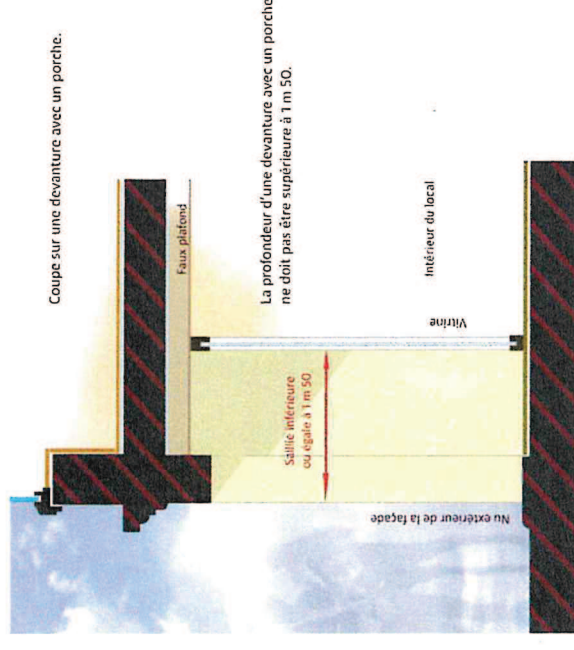 Coupe sur une devanture avec un porche.
Faux plafond
La profondeur d'une devanture avec un porche
ne doit pas être supérieure à 1 m 50.
Intérieur du local
Vitrine
Saillie inférieure
ou égale à 1 m 50
Nu extérieur de la façade